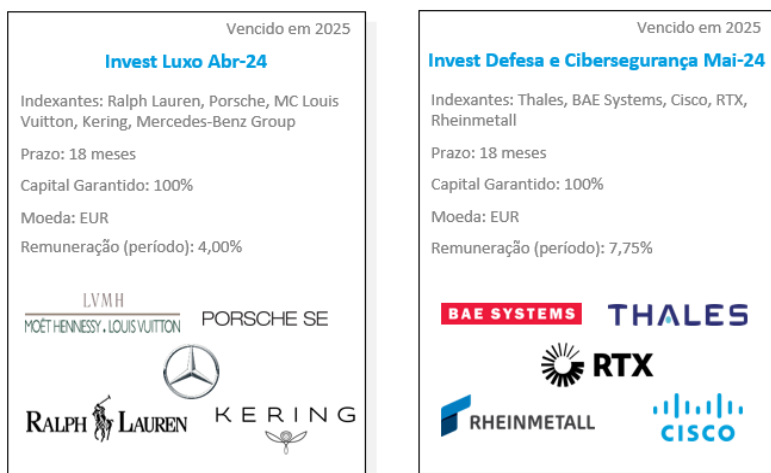 Vencido em 2025
Invest Luxo Abr-24
Indexantes: Ralph Lauren, Porsche, MC Louis
Vuitton, Kering, Mercedes-Benz Group
Prazo: 18 meses
Capital Garantido: 100%
Moeda: EUR
Remuneração (período): 4,00%
LVMH
MOËT HENNESSY . LOUIS VUITTON
PORSCHE SE
RALPH LAUREN
KERING
Vencido em 2025
Invest Defesa e Cibersegurança Mai-24
Indexantes: Thales, BAE Systems, Cisco, RTX,
Rheinmetall
Prazo: 18 meses
Capital Garantido: 100%
Moeda: EUR
Remuneração (período): 7,75%
BAE SYSTEMS
THALES
RTX
RHEINMETALL
CISCO